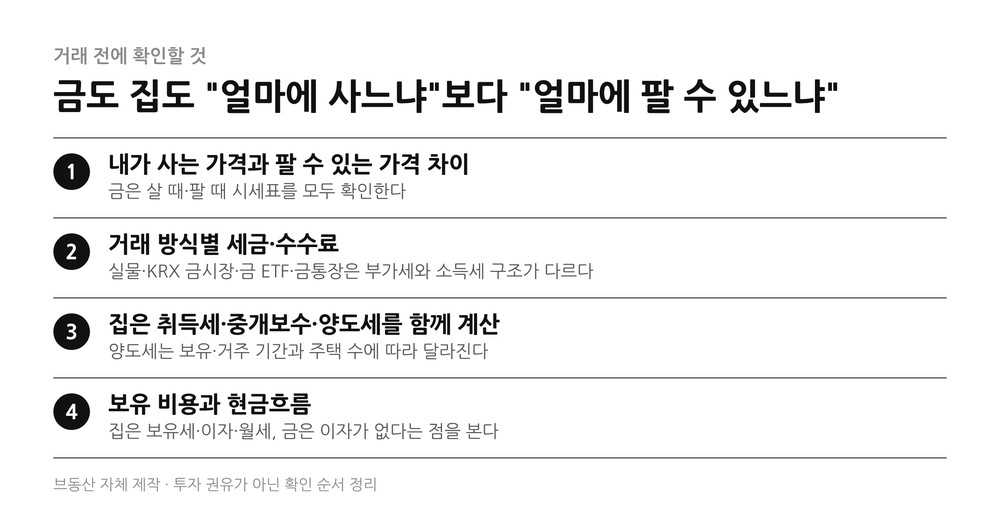 거래 전에 확인할 것
금도 집도 "얼마에 사느냐"보다 "얼마에 팔 수 있느냐"
1 내가 사는 가격과 팔 수 있는 가격 차이
금은 살 때·팔 때 시세표를 모두 확인한다
2 거래 방식별 세금·수수료
실물·KRX 금시장·금 ETF·금통장은 부가세와 소득세 구조가 다르다
3 집은 취득세·중개보수·양도세를 함께 계산
양도세는 보유·거주 기간과 주택 수에 따라 달라진다
4 보유 비용과 현금흐름
집은 보유세·이자·월세, 금은 이자가 없다는 점을 본다
브동산 자체 제작 · 투자 권유가 아닌 확인 순서 정리